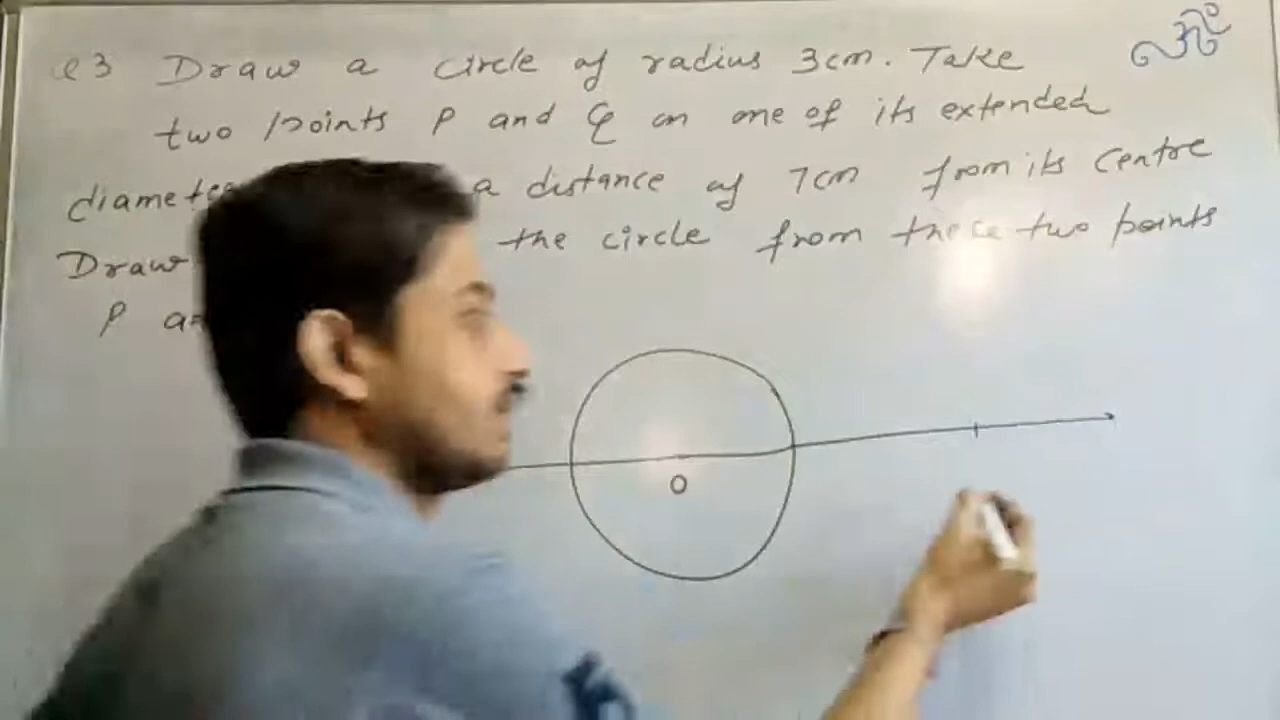 Q3 Draw a circle of radius 3cm. Take
two points P and Q on one of its extended
a distance of 7cm from its centre
Draw the circle from these two points
P
O